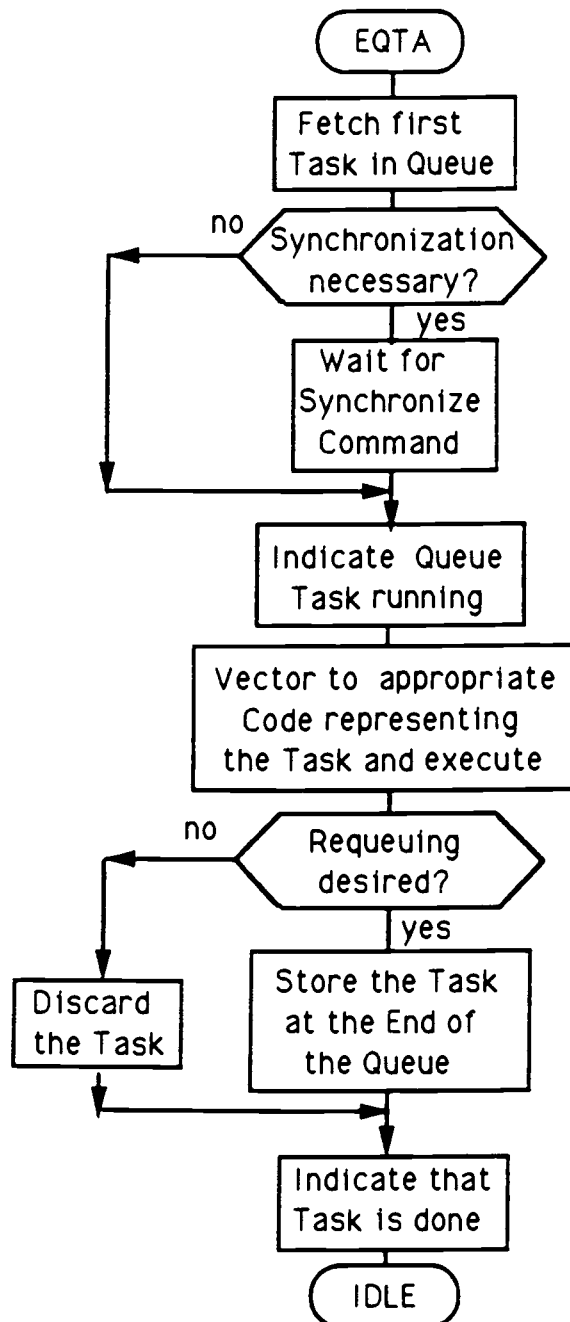 EQTA
Fetch first
Task in Queue
no
Synchronization
necessary?
yes
Wait for
Synchronize
Command
Indicate Queue
Task running
Vector to appropriate
Code representing
the Task and execute
no
Requeuing
desired?
yes
Discard
the Task
Store the Task
at the End of
the Queue
Indicate that
Task is done
IDLE